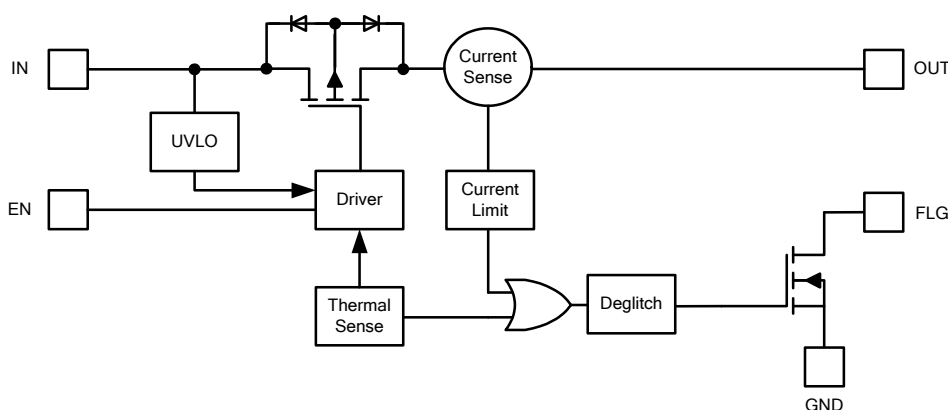 IN
Current
Sense
OUT
UVLO
EN
Driver
Current
Limit
FLG
Thermal
Sense
Deglitch
GND